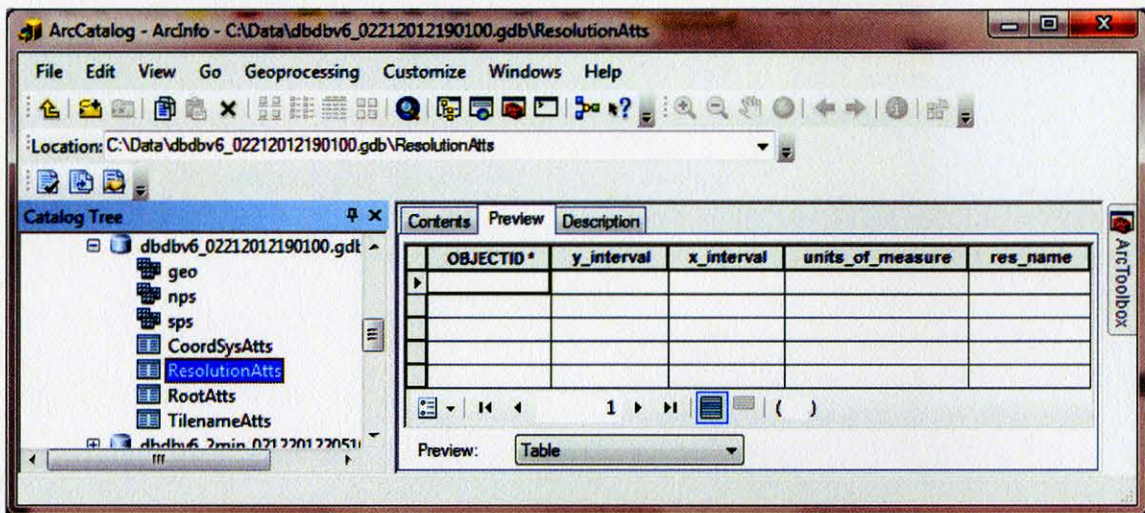 ArcCatalog - ArcInfo - C:\Data\dbdbv6_02212012190100.gdb\ResolutionAtts
File Edit View Go Geoprocessing Customize Windows Help
Location: C:\Data\dbdbv6_02212012190100.gdb\ResolutionAtts
Catalog Tree
Contents Preview Description
dbdbv6_02212012190100.gdb
geo
nps
sps
CoordSysAtts
ResolutionAtts
RootAtts
TilenameAtts
OBJECTID * y_interval x_interval units_of_measure res_name
1 ( )
Preview: Table
ArcToolbox